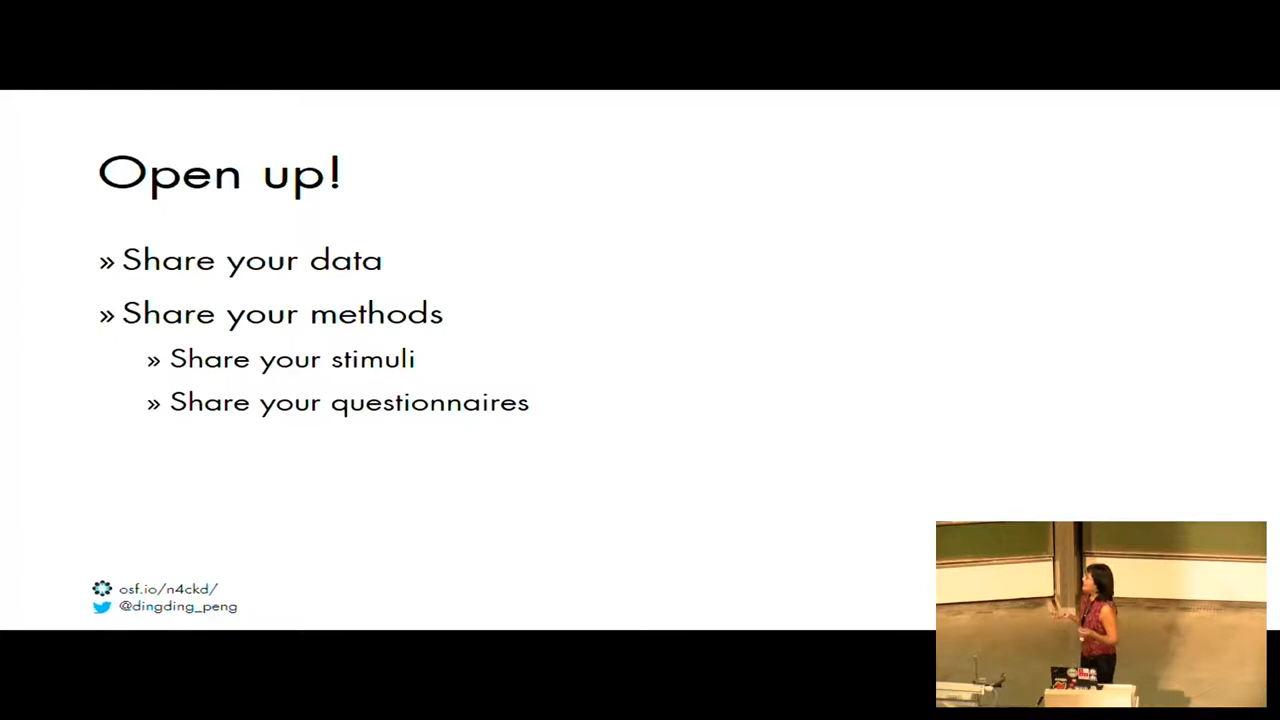 Open up!
» Share your data
» Share your methods
» Share your stimuli
» Share your questionnaires
osf.io/n4ckd/
@dingding_peng